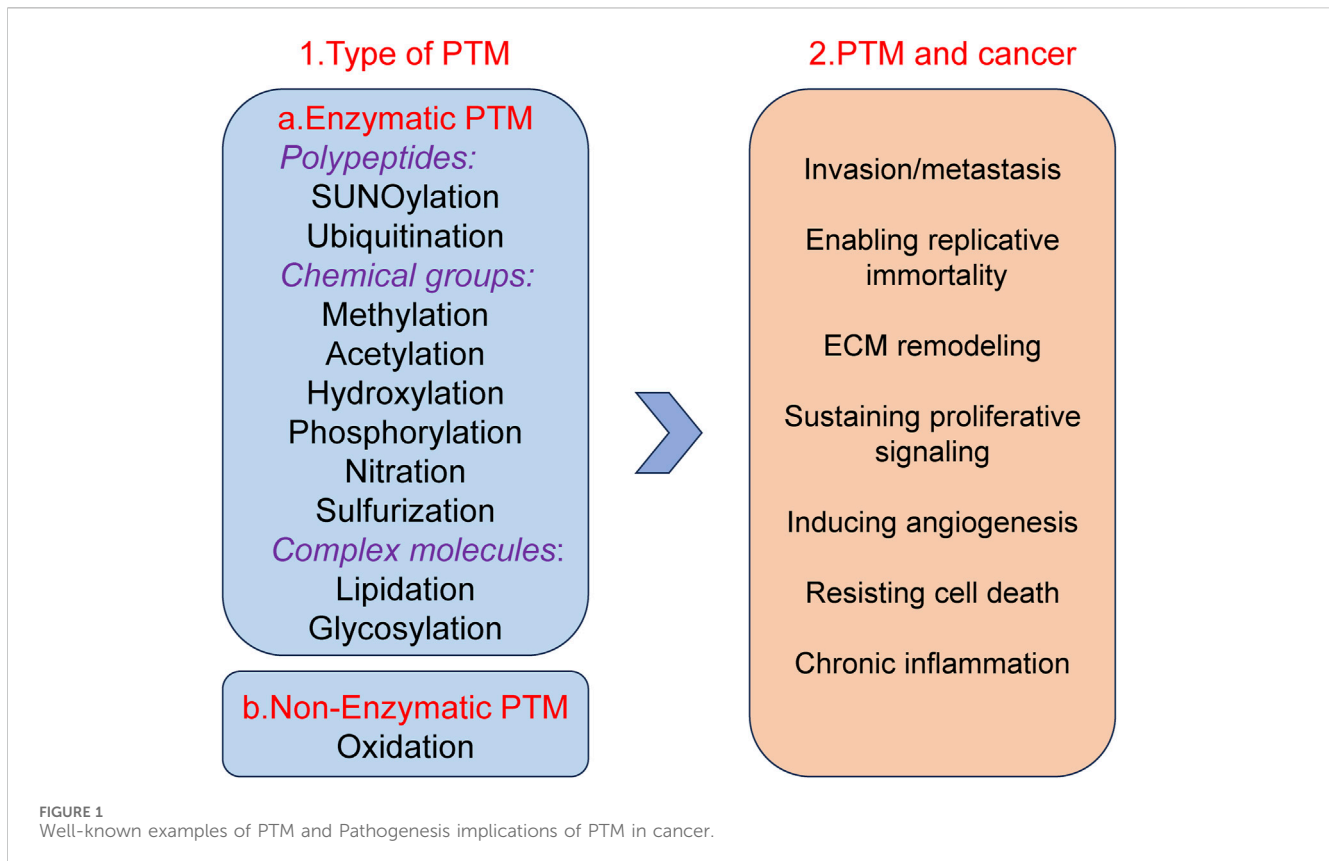 1.Type of PTM
a.Enzymatic PTM
Polypeptides:
SUNOylation
Ubiquitination
Chemical groups:
Methylation
Acetylation
Hydroxylation
Phosphorylation
Nitration
Sulfurization
Complex molecules:
Lipidation
Glycosylation
b.Non-Enzymatic PTM
Oxidation
2.PTM and cancer
Invasion/metastasis
Enabling replicative
immortality
ECM remodeling
Sustaining proliferative
signaling
Inducing angiogenesis
Resisting cell death
Chronic inflammation
FIGURE 1
Well-known examples of PTM and Pathogenesis implications of PTM in cancer.